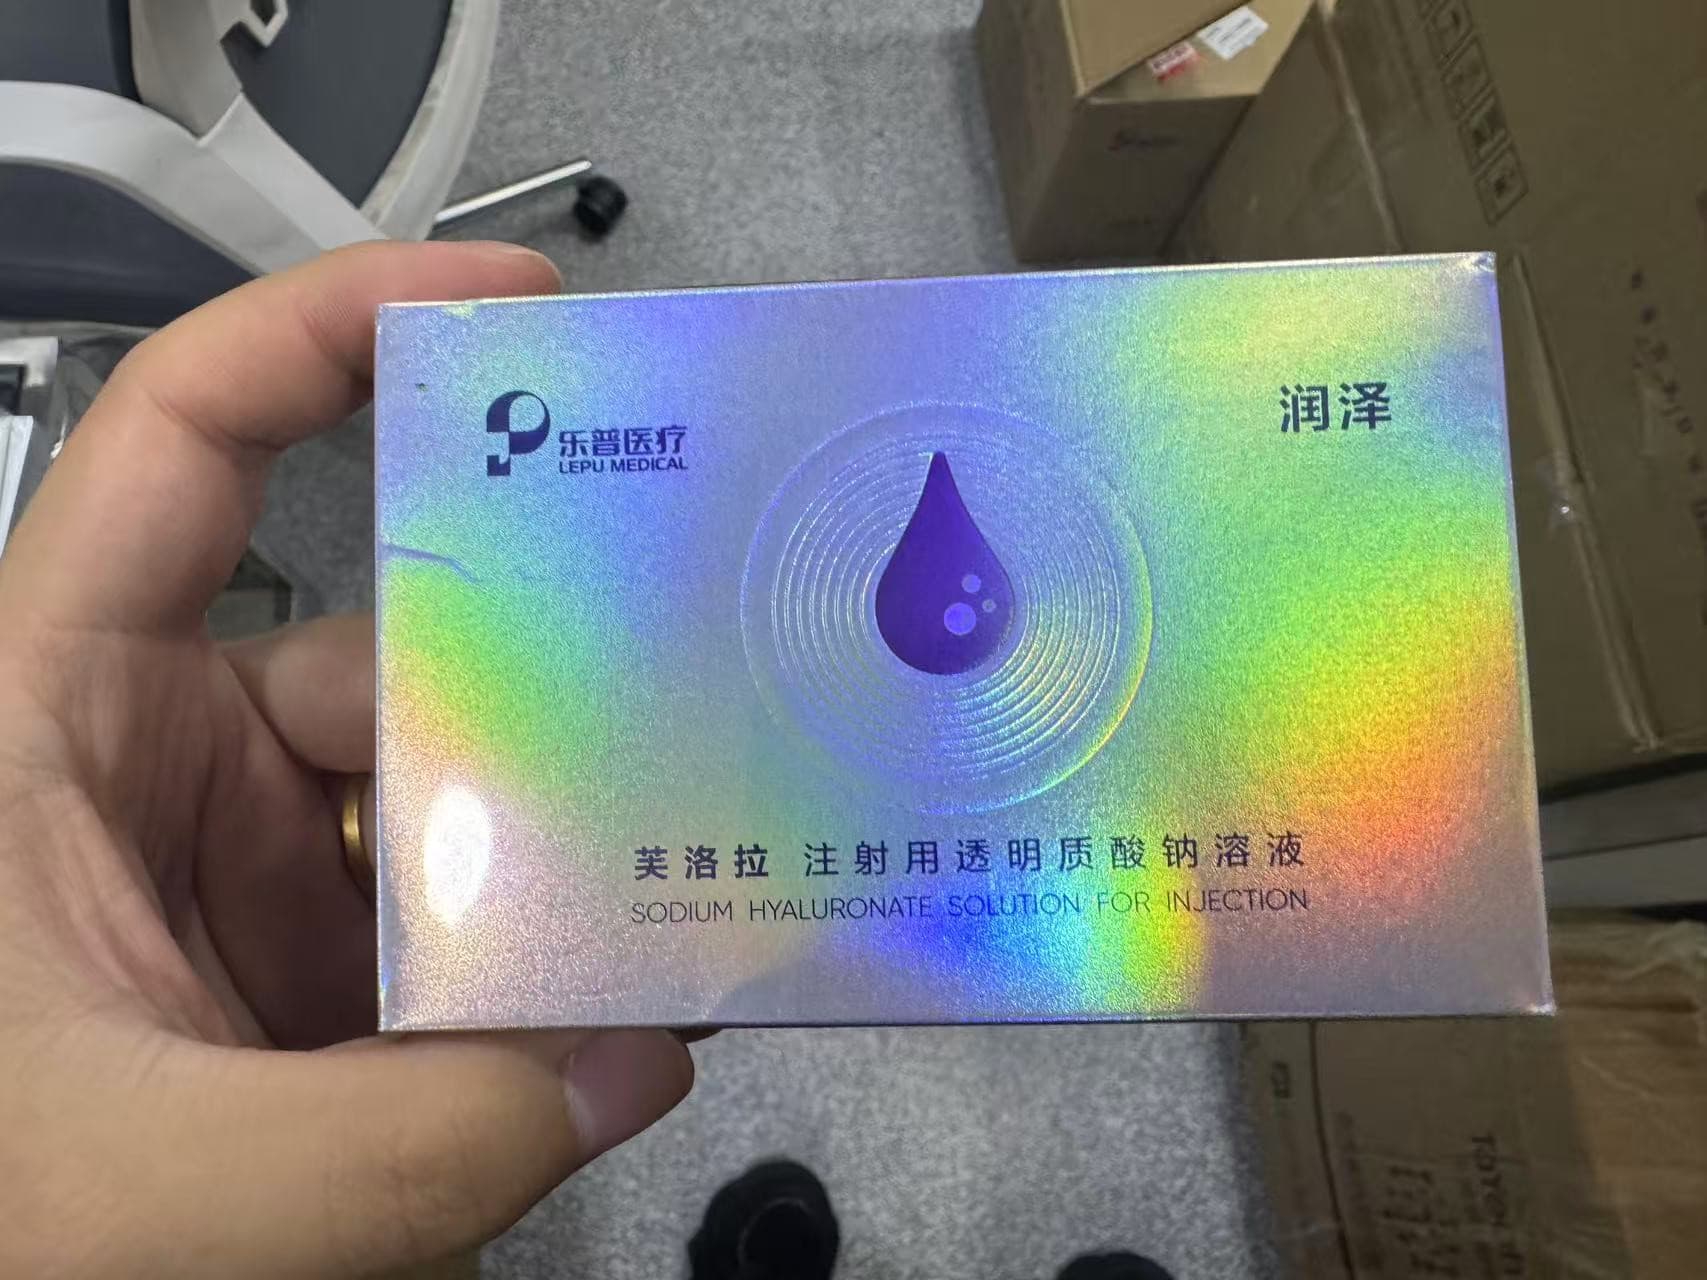 乐普医疗
LEPU MEDICAL
润泽
芙洛拉 注射用透明质酸钠溶液
SODIUM HYALURONATE SOLUTION FOR INJECTION